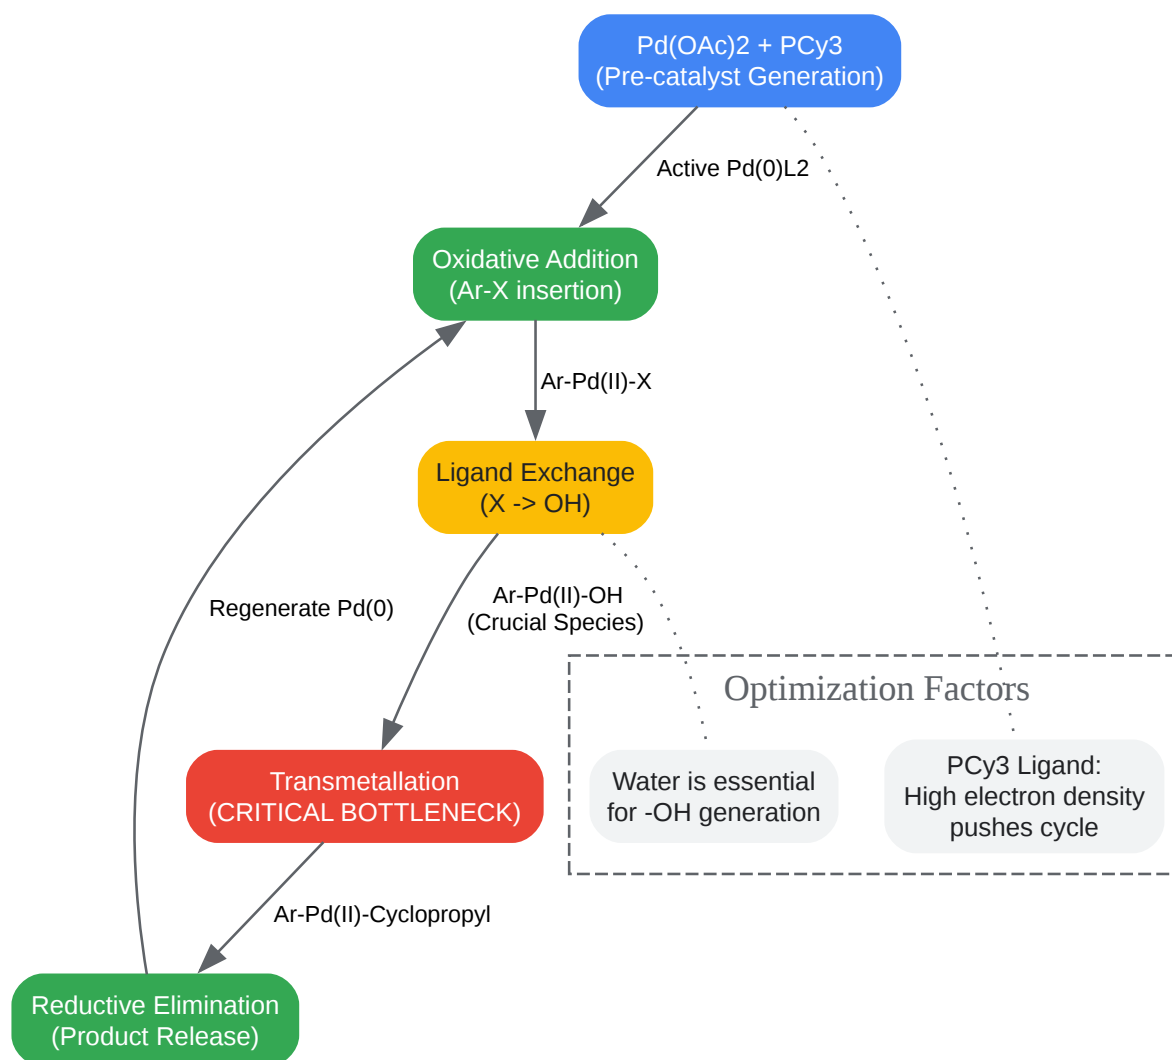 Pd(OAc)2 + PCy3
(Pre-catalyst Generation)
Active Pd(0)L2
Oxidative Addition
(Ar-X insertion)
Ar-Pd(II)-X
Ligand Exchange
(X -> OH)
Regenerate Pd(0)
Ar-Pd(II)-OH
(Crucial Species)
Optimization Factors
Transmetallation
(CRITICAL BOTTLENECK)
Water is essential
for -OH generation
PCy3 Ligand:
High electron density
pushes cycle
Ar-Pd(II)-Cyclopropyl
Reductive Elimination
(Product Release)